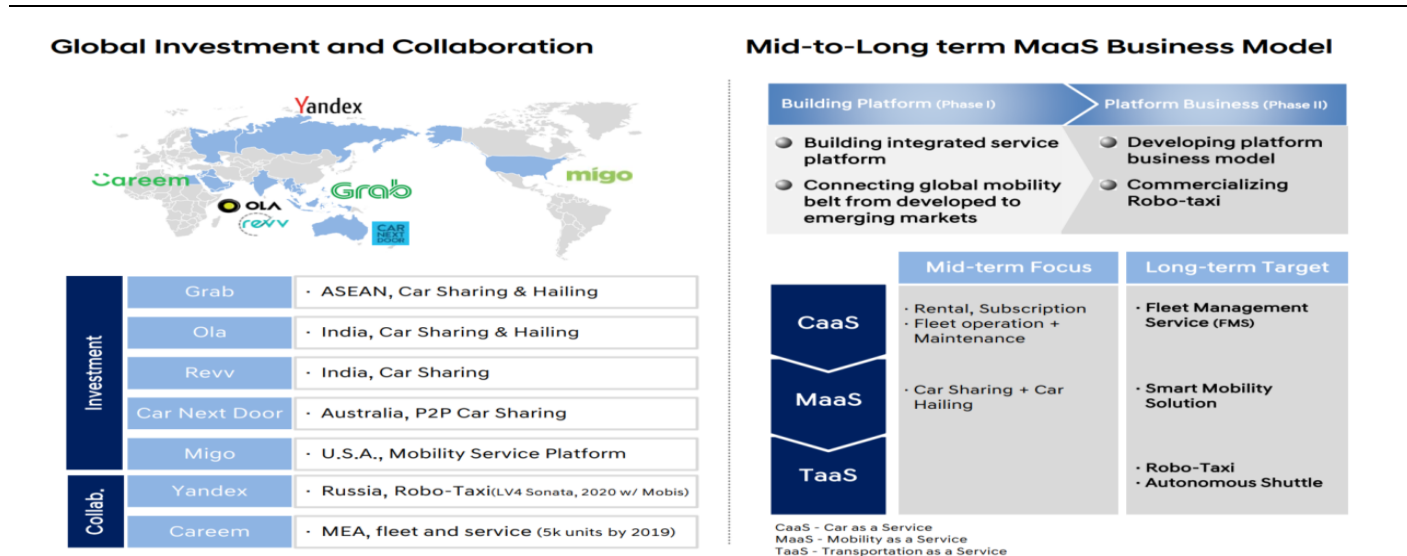 Global Investment and Collaboration
Yandex
Careem
Grab
migo
OLA
revv
CAR
NEXT
DOOR
Investment
Grab
· ASEAN, Car Sharing & Hailing
Ola
· India, Car Sharing & Hailing
Revv
· India, Car Sharing
Car Next Door
· Australia, P2P Car Sharing
Migo
· U.S.A., Mobility Service Platform
Collab.
Yandex
· Russia, Robo-Taxi(LV4 Sonata, 2020 w/ Mobis)
Careem
· MEA, fleet and service (5k units by 2019)
Mid-to-Long term MaaS Business Model
Building Platform (Phase I)
Platform Business (Phase II)
Building integrated service
platform
Connecting global mobility
belt from developed to
emerging markets
Developing platform
business model
Commercializing
Robo-taxi
Mid-term Focus
Long-term Target
CaaS
· Rental, Subscription
· Fleet operation +
Maintenance
· Fleet Management
Service (FMS)
MaaS
· Car Sharing + Car
Hailing
· Smart Mobility
Solution
TaaS
· Robo-Taxi
· Autonomous Shuttle
CaaS - Car as a Service
MaaS - Mobility as a Service
TaaS - Transportation as a Service